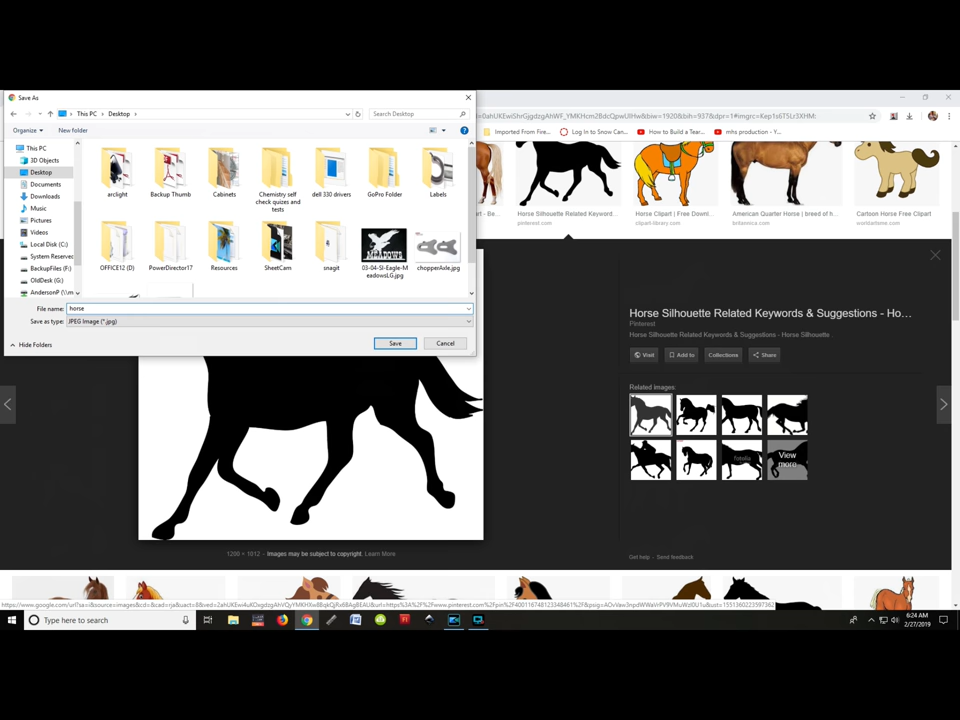 Save As
This PC
Desktop
Search Desktop
Organize
New folder
This PC
3D Objects
Desktop
Documents
Downloads
Music
Pictures
Videos
Local Disk (C:)
System Reserved
BackupFiles (F:)
OldDesk (G:)
AndersonP (\\m
arclight
Backup Thumb
Cabinets
Chemistry self
check quizes and
tests
dell 330 drivers
GoPro Folder
Labels
OFFICE12 (D)
PowerDirector17
Resources
SheetCam
snagit
03-04-SI-Eagle-M
eadowsLG.jpg
chopperAxle.jpg
File name:
horse
Save as type:
JPEG Image (*.jpg)
Hide Folders
Save
Cancel
Imported From Fire...
Log In to Snow Can...
How to Build a Tear...
mhs production - Y...
t - Be...
Horse Silhouette Related Keyword...
pinterest.com
Horse Clipart | Free Downl...
clipart-library.com
American Quarter Horse | breed of h...
britannica.com
Cartoon Horse Free Clipart
worldartsme.com
Horse Silhouette Related Keywords & Suggestions - Ho...
Pinterest
Horse Silhouette Related Keywords & Suggestions - Horse Silhouette .
Visit
Add to
Collections
Share
Related images:
fotolia
View
more
1200 × 1012 - Images may be subject to copyright. Learn More
Get help
Send feedback
Type here to search
6:24 AM
2/27/2019